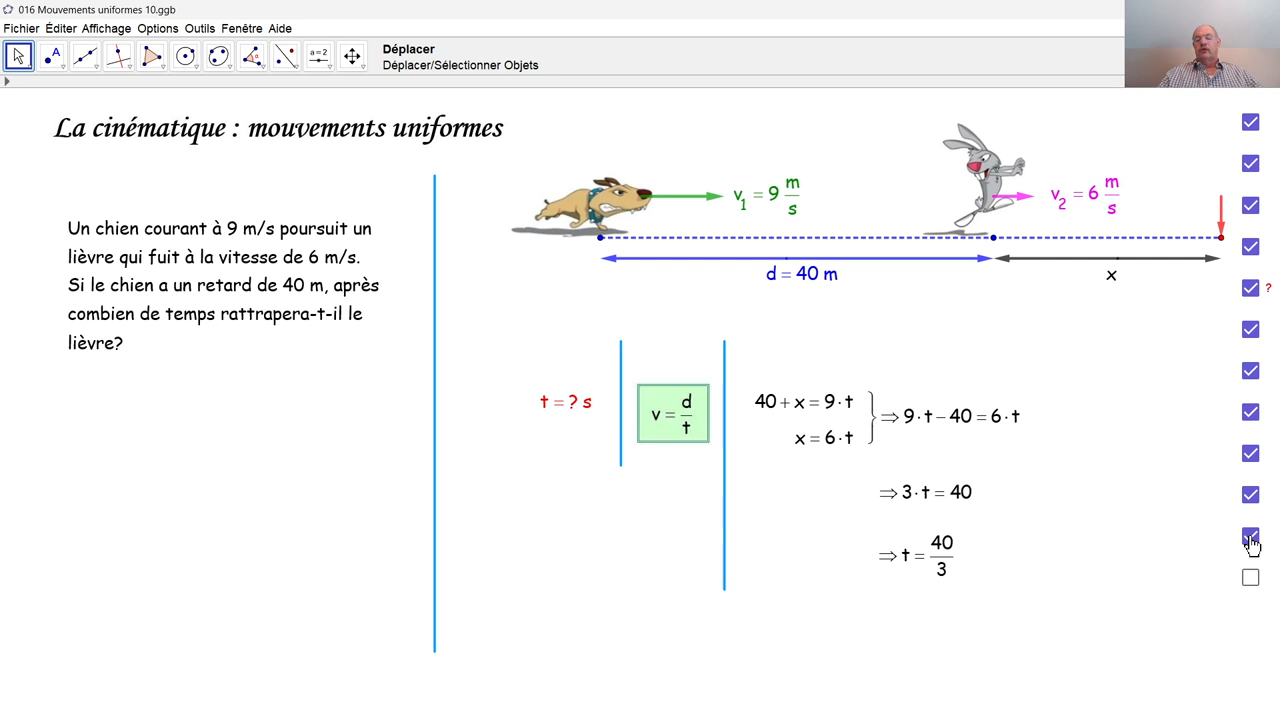 016 Mouvements uniformes 10.ggb
Fichier Éditer Affichage Options Outils Fenêtre Aide
A
a=2
Déplacer
Déplacer/Sélectionner Objets
La cinématique : mouvements uniformes
v₁ = 9 m/s
v₂ = 6 m/s
Un chien courant à 9 m/s poursuit un
lièvre qui fuit à la vitesse de 6 m/s.
Si le chien a un retard de 40 m, après
combien de temps rattrapera-t-il le
lièvre?
d = 40 m
x
?
t = ? s
v = d/t
40 + x = 9 · t
x = 6 · t
⇒ 9 · t − 40 = 6 · t
⇒ 3 · t = 40
⇒ t = 40/3